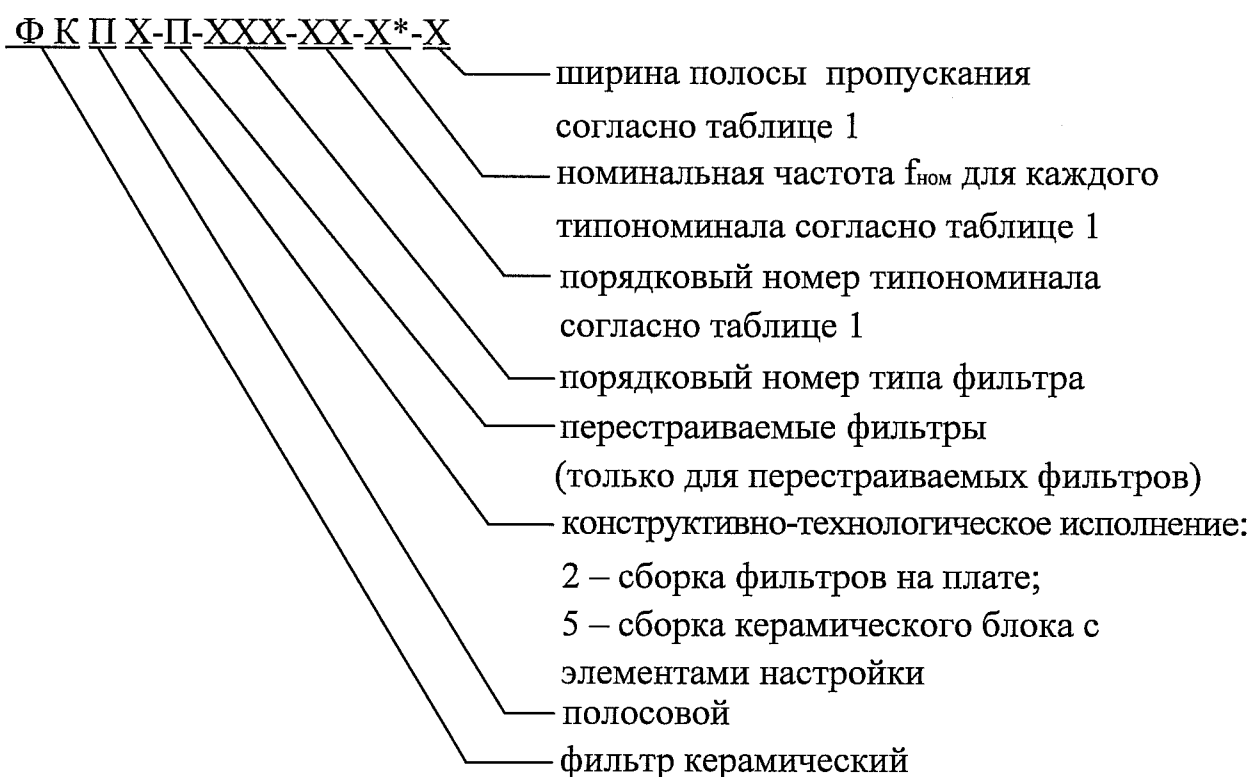 Ф К П Х-П-ХХХ-ХХ-Х*-Х
ширина полосы пропускания
согласно таблице 1
номинальная частота fном для каждого
типономинала согласно таблице 1
порядковый номер типономинала
согласно таблице 1
порядковый номер типа фильтра
перестраиваемые фильтры
(только для перестраиваемых фильтров)
конструктивно-технологическое исполнение:
2 – сборка фильтров на плате;
5 – сборка керамического блока с
элементами настройки
полосовой
фильтр керамический